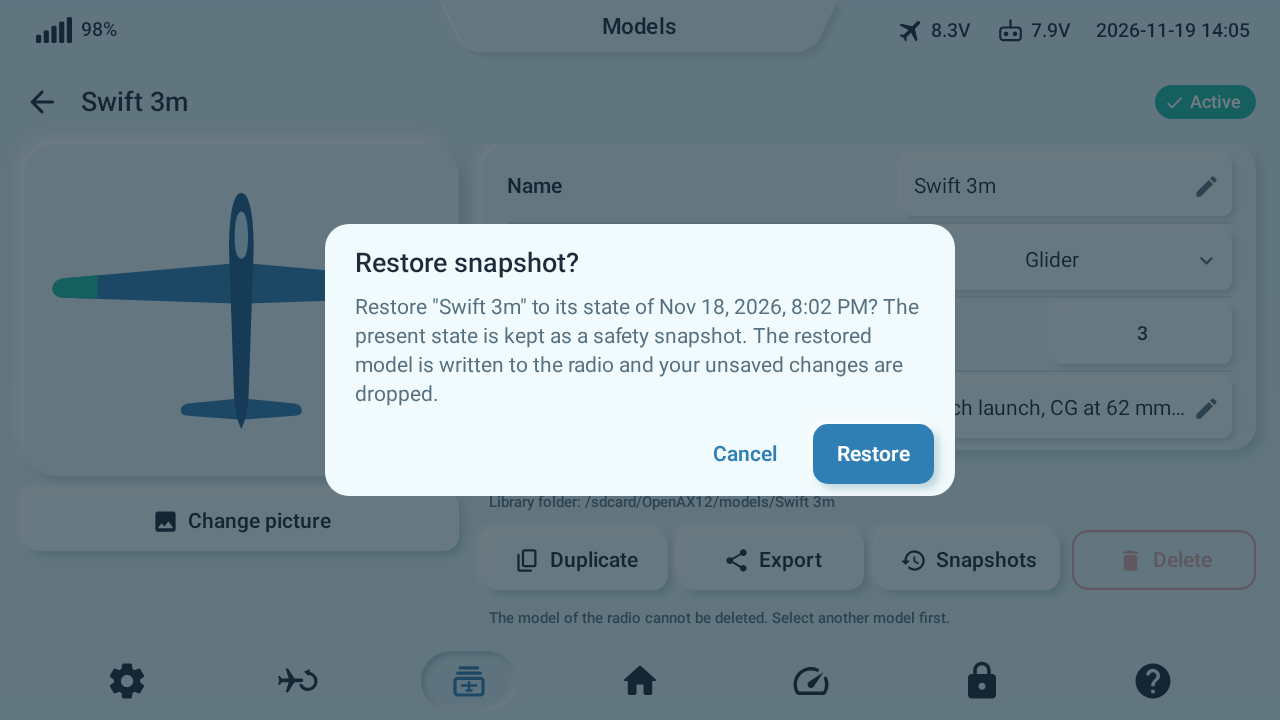 98%
Models
8.3V
7.9V
2026-11-19 14:05
Swift 3m
Active
Name
Swift 3m
Glider
3
ch launch, CG at 62 mm...
Restore snapshot?
Restore "Swift 3m" to its state of Nov 18, 2026, 8:02 PM? The
present state is kept as a safety snapshot. The restored
model is written to the radio and your unsaved changes are
dropped.
Cancel
Restore
Library folder: /sdcard/OpenAX12/models/Swift 3m
Change picture
Duplicate
Export
Snapshots
Delete
The model of the radio cannot be deleted. Select another model first.